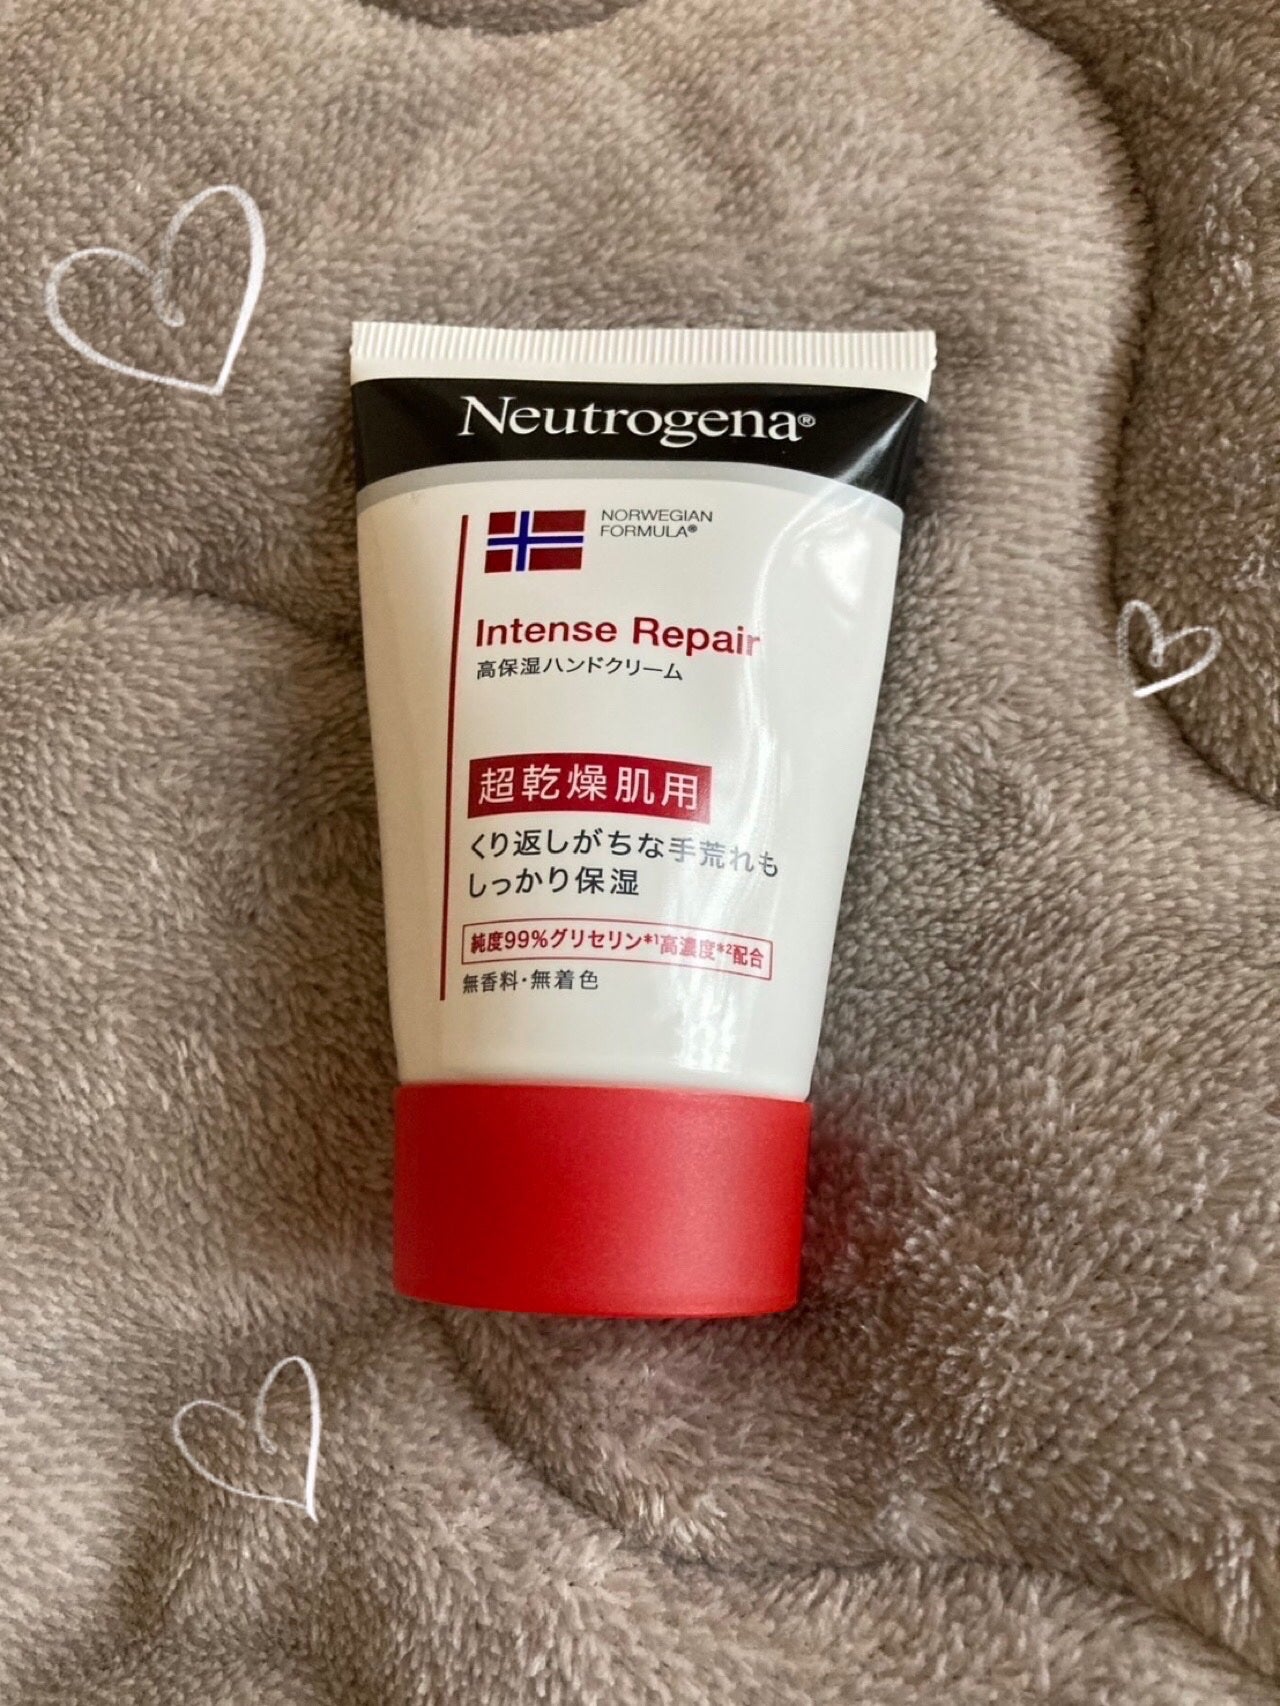 Neutrogena®
NORWEGIAN
FORMULA®
Intense Repair
高保湿ハンドクリーム
超乾燥肌用
くり返しがちな手荒れも
しっかり保湿
純度99%グリセリン*¹高濃度*²配合
無香料・無着色